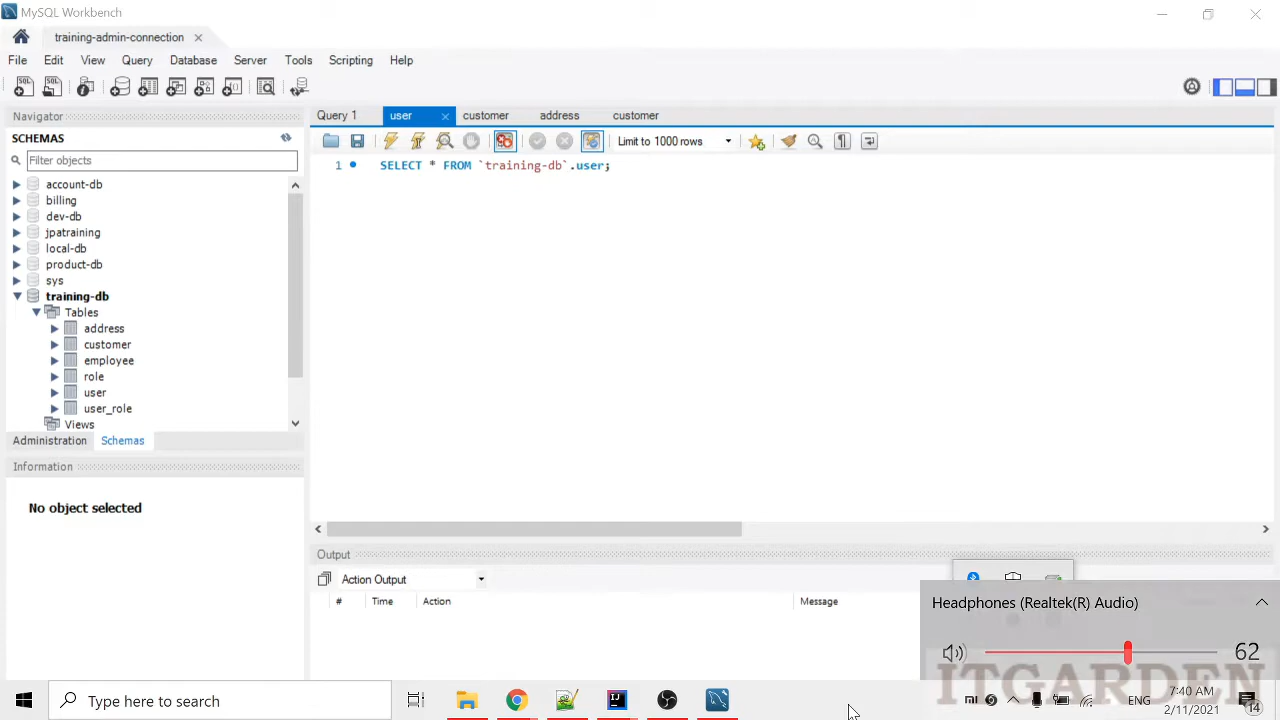 MySQL Workbench
training-admin-connection
File Edit View Query Database Server Tools Scripting Help
Navigator
SCHEMAS
Filter objects
account-db
billing
dev-db
jpatraining
local-db
product-db
sys
training-db
Tables
address
customer
employee
role
user
user_role
Views
Administration Schemas
Information
No object selected
Query 1 user customer address customer
Limit to 1000 rows
1 SELECT * FROM `training-db`.user;
Output
Action Output
# Time Action Message
Headphones (Realtek(R) Audio)
62
ITGARDEN
Type here to search
ENG
7:40 AM
2/11/2021
14